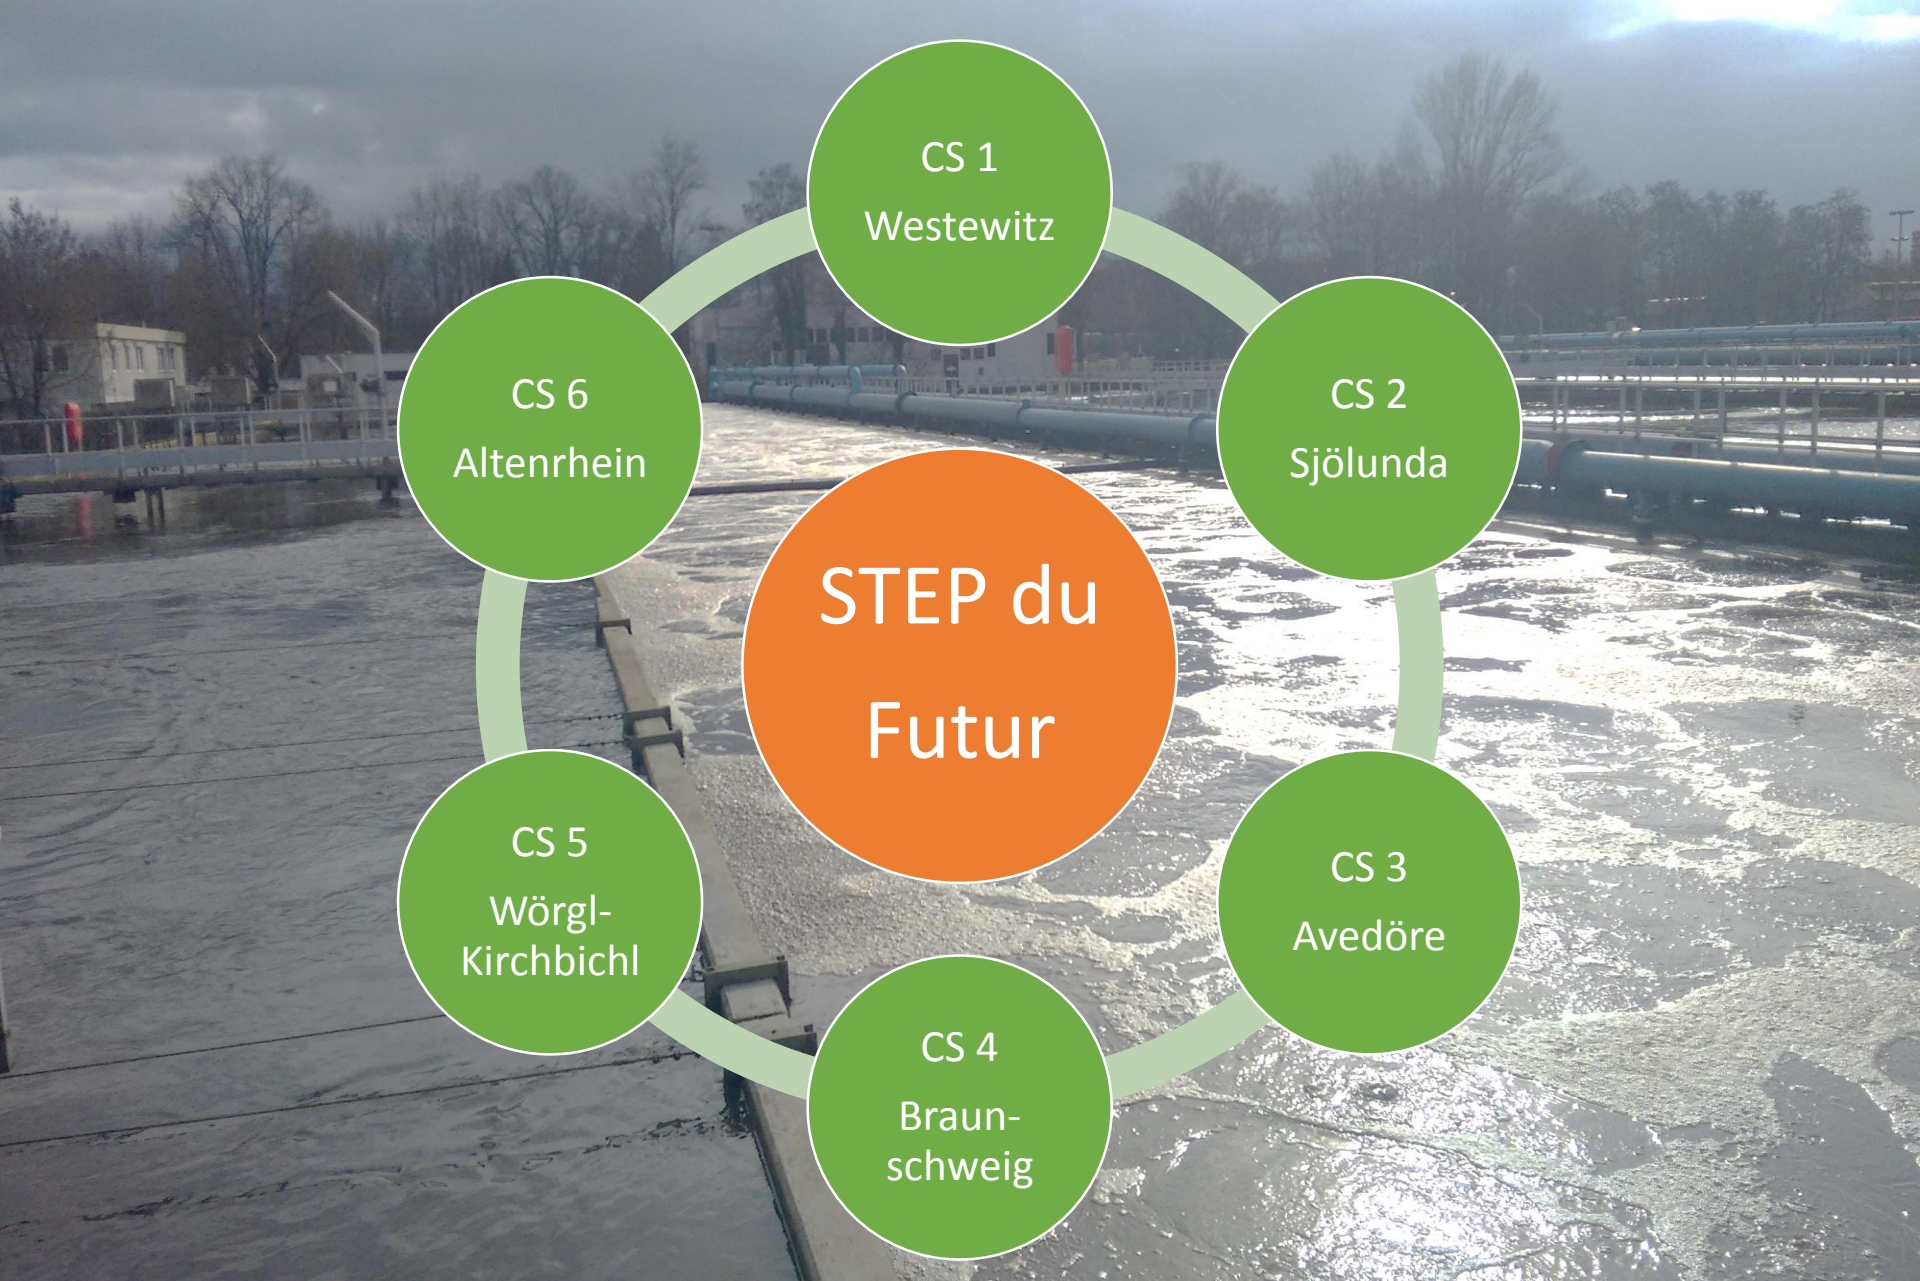 CS 1
Westewitz
CS 2
Sjölunda
CS 3
Avedöre
CS 4
Braun-
schweig
CS 5
Wörgl-
Kirchbichl
CS 6
Altenrhein
STEP du
Futur